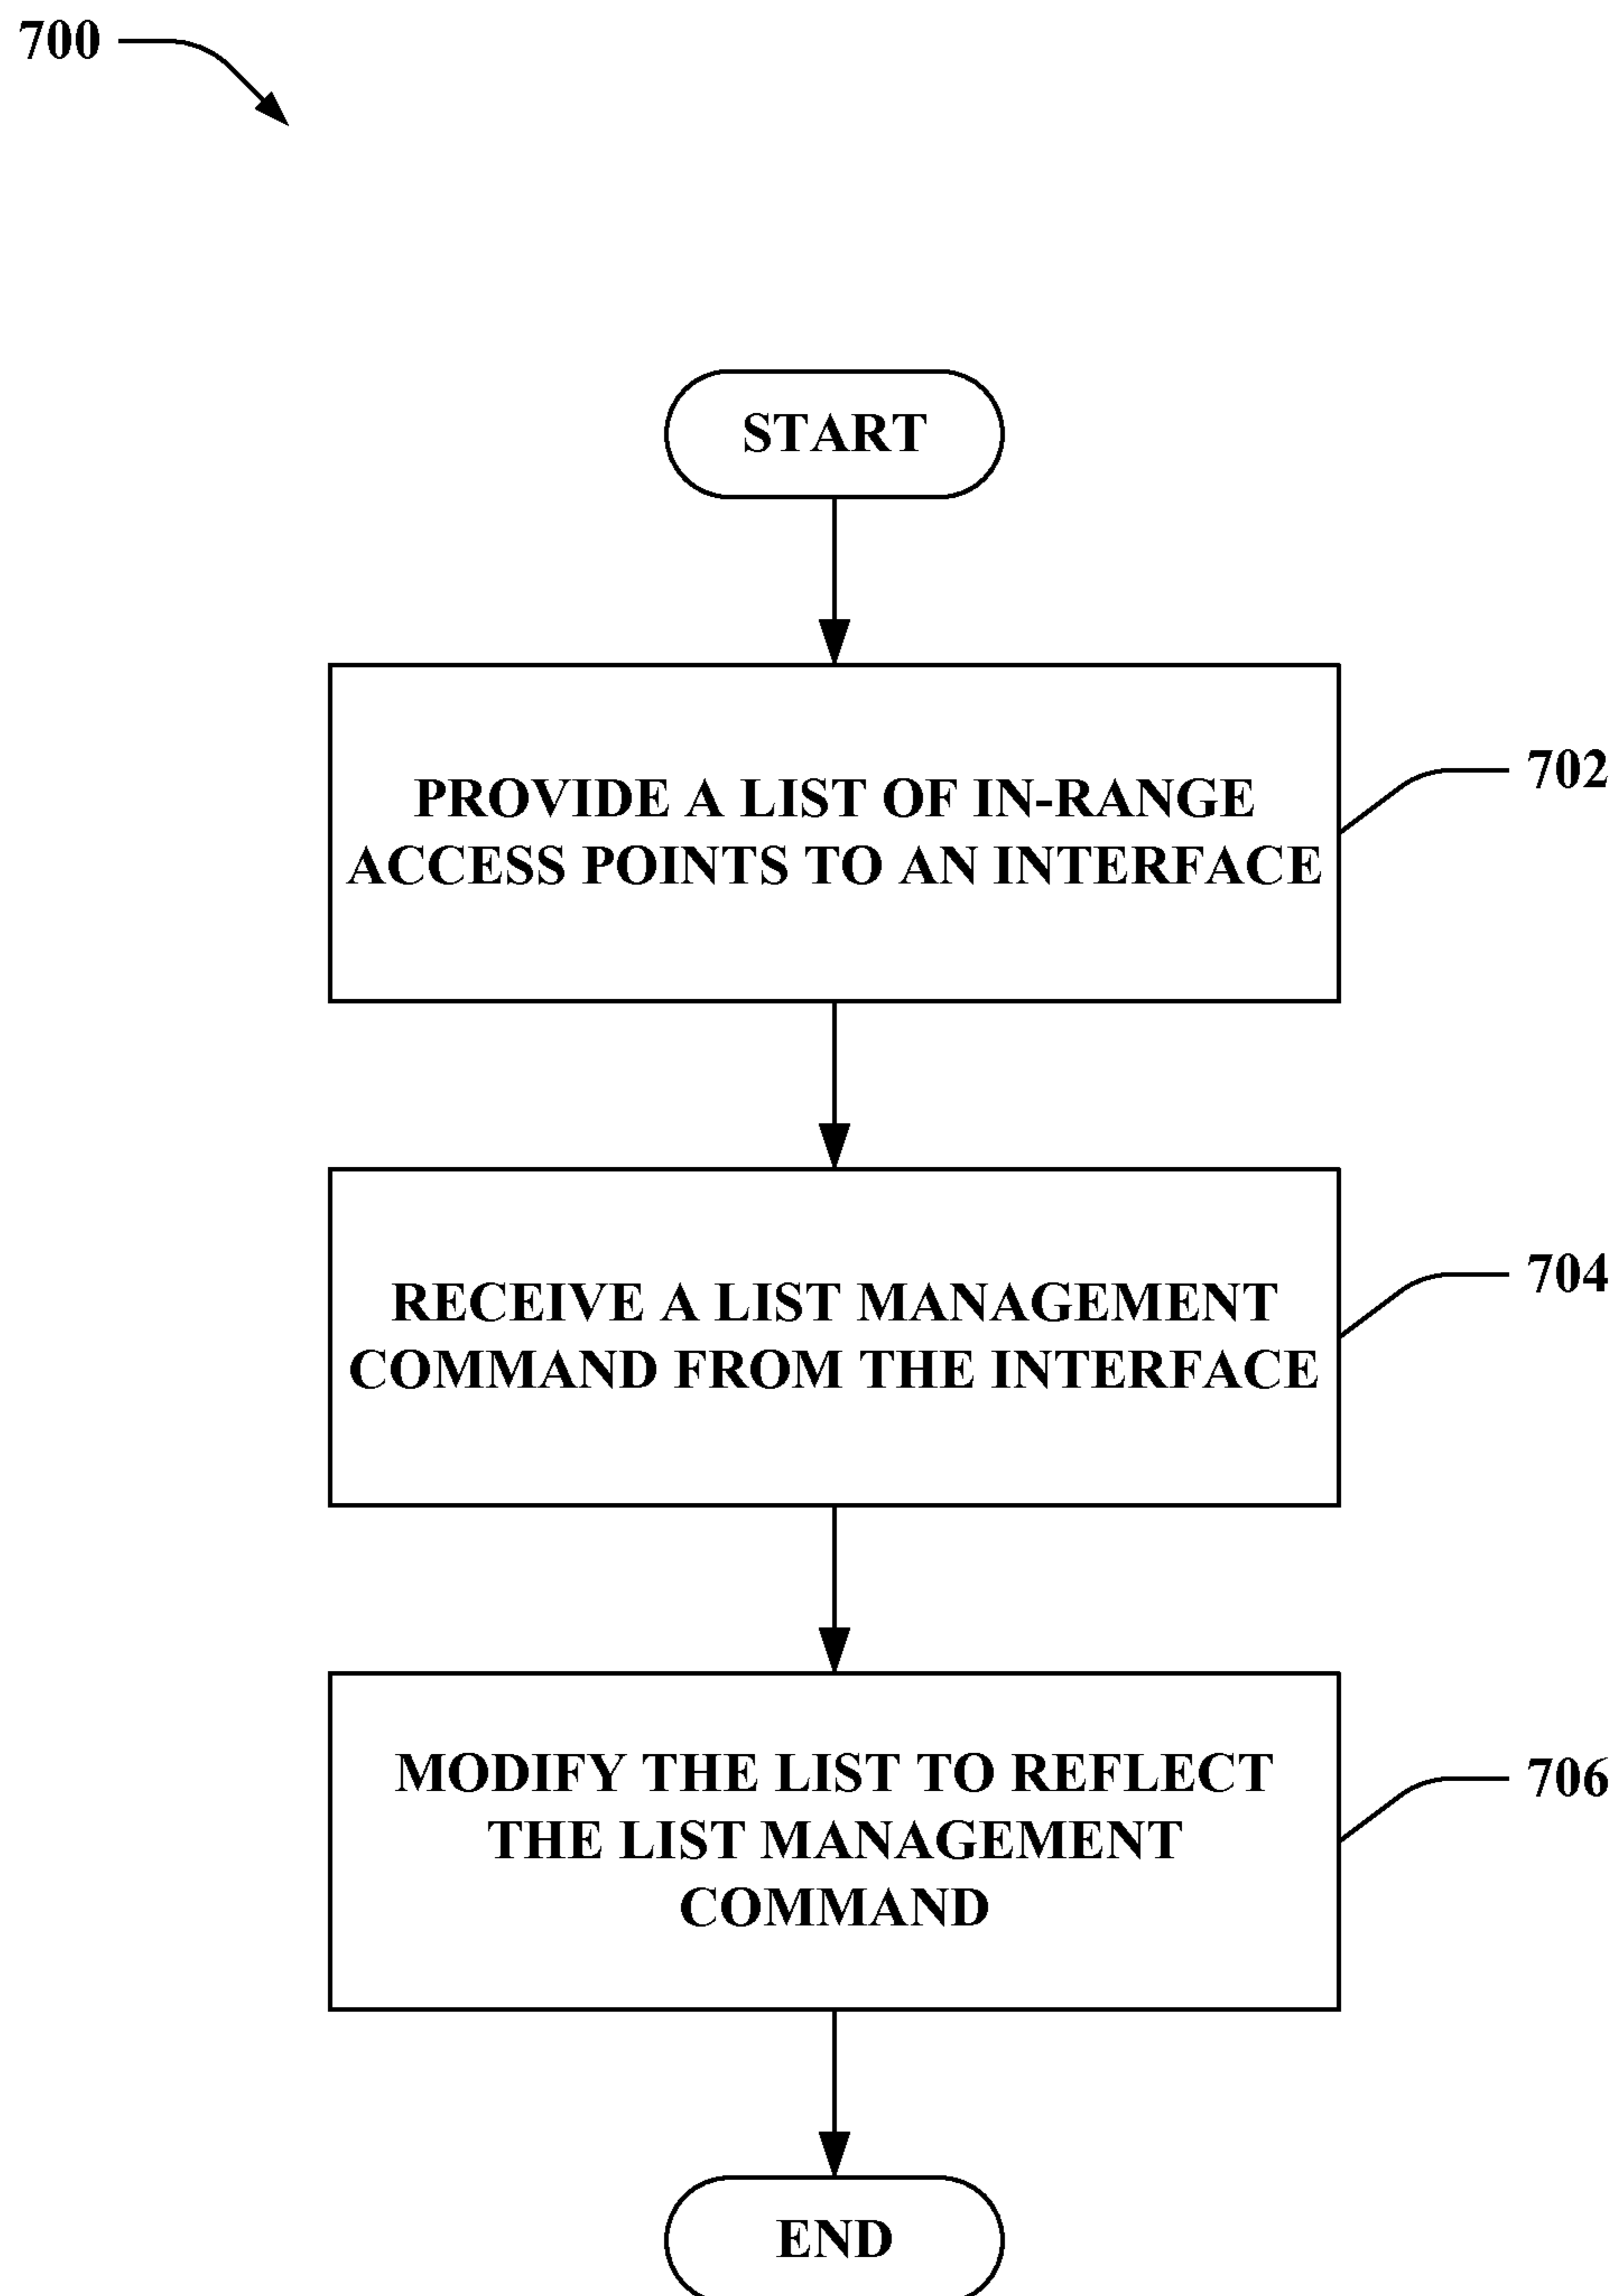 700
START
PROVIDE A LIST OF IN-RANGE
ACCESS POINTS TO AN INTERFACE
702
RECEIVE A LIST MANAGEMENT
COMMAND FROM THE INTERFACE
704
MODIFY THE LIST TO REFLECT
THE LIST MANAGEMENT
COMMAND
706
END